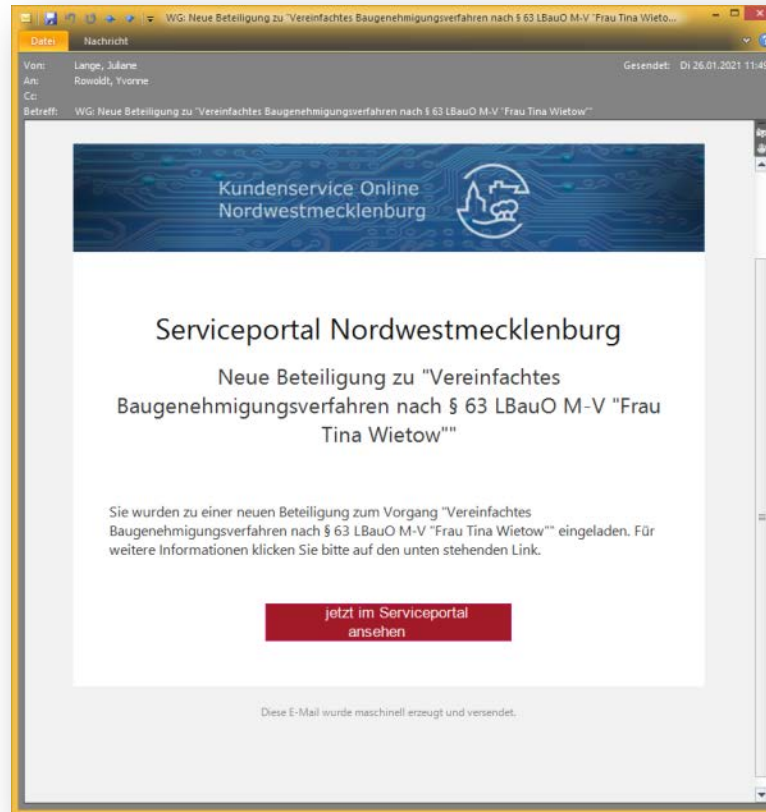 WG: Neue Beteiligung zu "Vereinfachtes Baugenehmigungsverfahren nach § 63 LBauO M-V "Frau Tina Wieto...
Datei Nachricht
Von: Lange, Juliane Gesendet: Di 26.01.2021 11:49
An: Rowoldt, Yvonne
Cc:
Betreff: WG: Neue Beteiligung zu "Vereinfachtes Baugenehmigungsverfahren nach § 63 LBauO M-V "Frau Tina Wietow""
Kundenservice Online
Nordwestmecklenburg
Serviceportal Nordwestmecklenburg
Neue Beteiligung zu "Vereinfachtes
Baugenehmigungsverfahren nach § 63 LBauO M-V "Frau
Tina Wietow""
Sie wurden zu einer neuen Beteiligung zum Vorgang "Vereinfachtes
Baugenehmigungsverfahren nach § 63 LBauO M-V "Frau Tina Wietow"" eingeladen. Für
weitere Informationen klicken Sie bitte auf den unten stehenden Link.
jetzt im Serviceportal
ansehen
Diese E-Mail wurde maschinell erzeugt und versendet.